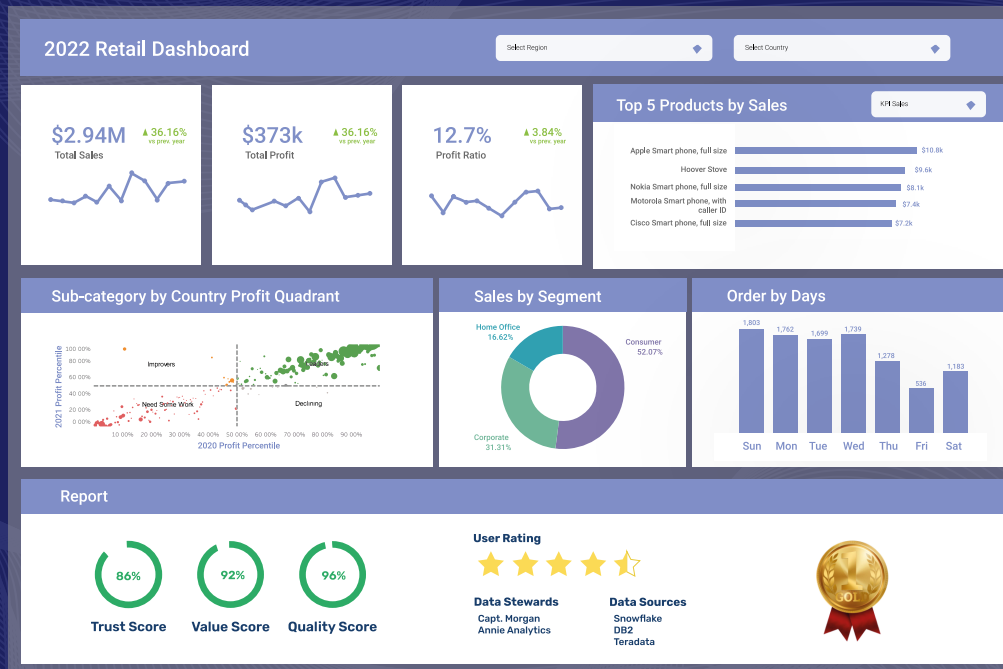 2022 Retail Dashboard
Select Region
Select Country
$2.94M
▲ 36.16%
vs prev. year
Total Sales
$373k
▲ 36.16%
vs prev. year
Total Profit
12.7%
▲ 3.84%
vs prev. year
Profit Ratio
Top 5 Products by Sales
KPI Sales
Apple Smart phone, full size
$10.8k
Hoover Stove
$9.6k
Nokia Smart phone, full size
$8.1k
Motorola Smart phone, with
caller ID
$7.4k
Cisco Smart phone, full size
$7.2k
Sub-category by Country Profit Quadrant
2021 Profit Percentile
100 00%
80 00%
60 00%
40 00%
20 00%
0 00%
Improvers
Need Some Work
Declining
10 00%
20 00%
30 00%
40 00%
50 00%
60 00%
70 00%
80 00%
90 00%
2020 Profit Percentile
Sales by Segment
Home Office
16.62%
Consumer
52.07%
Corporate
31.31%
Order by Days
1,803
1,762
1,699
1,739
1,278
536
1,183
Sun
Mon
Tue
Wed
Thu
Fri
Sat
Report
86%
92%
96%
Trust Score
Value Score
Quality Score
User Rating
Data Stewards
Capt. Morgan
Annie Analytics
Data Sources
Snowflake
DB2
Teradata
1
GOLD